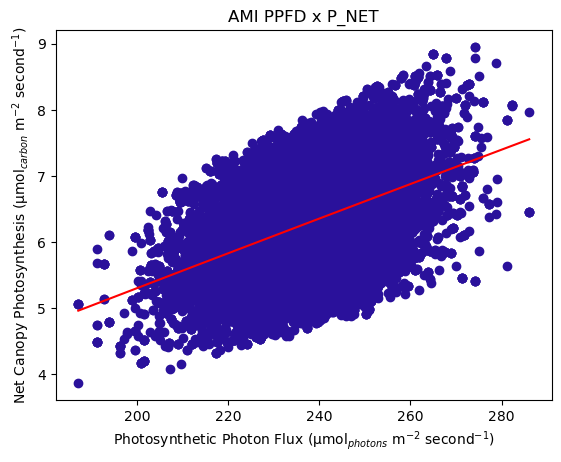 AMI PPFD x P_NET
Net Canopy Photosynthesis (μmol_carbon m⁻² second⁻¹)
9
8
7
6
5
4
200 220 240 260 280
Photosynthetic Photon Flux (μmol_photons m⁻² second⁻¹)